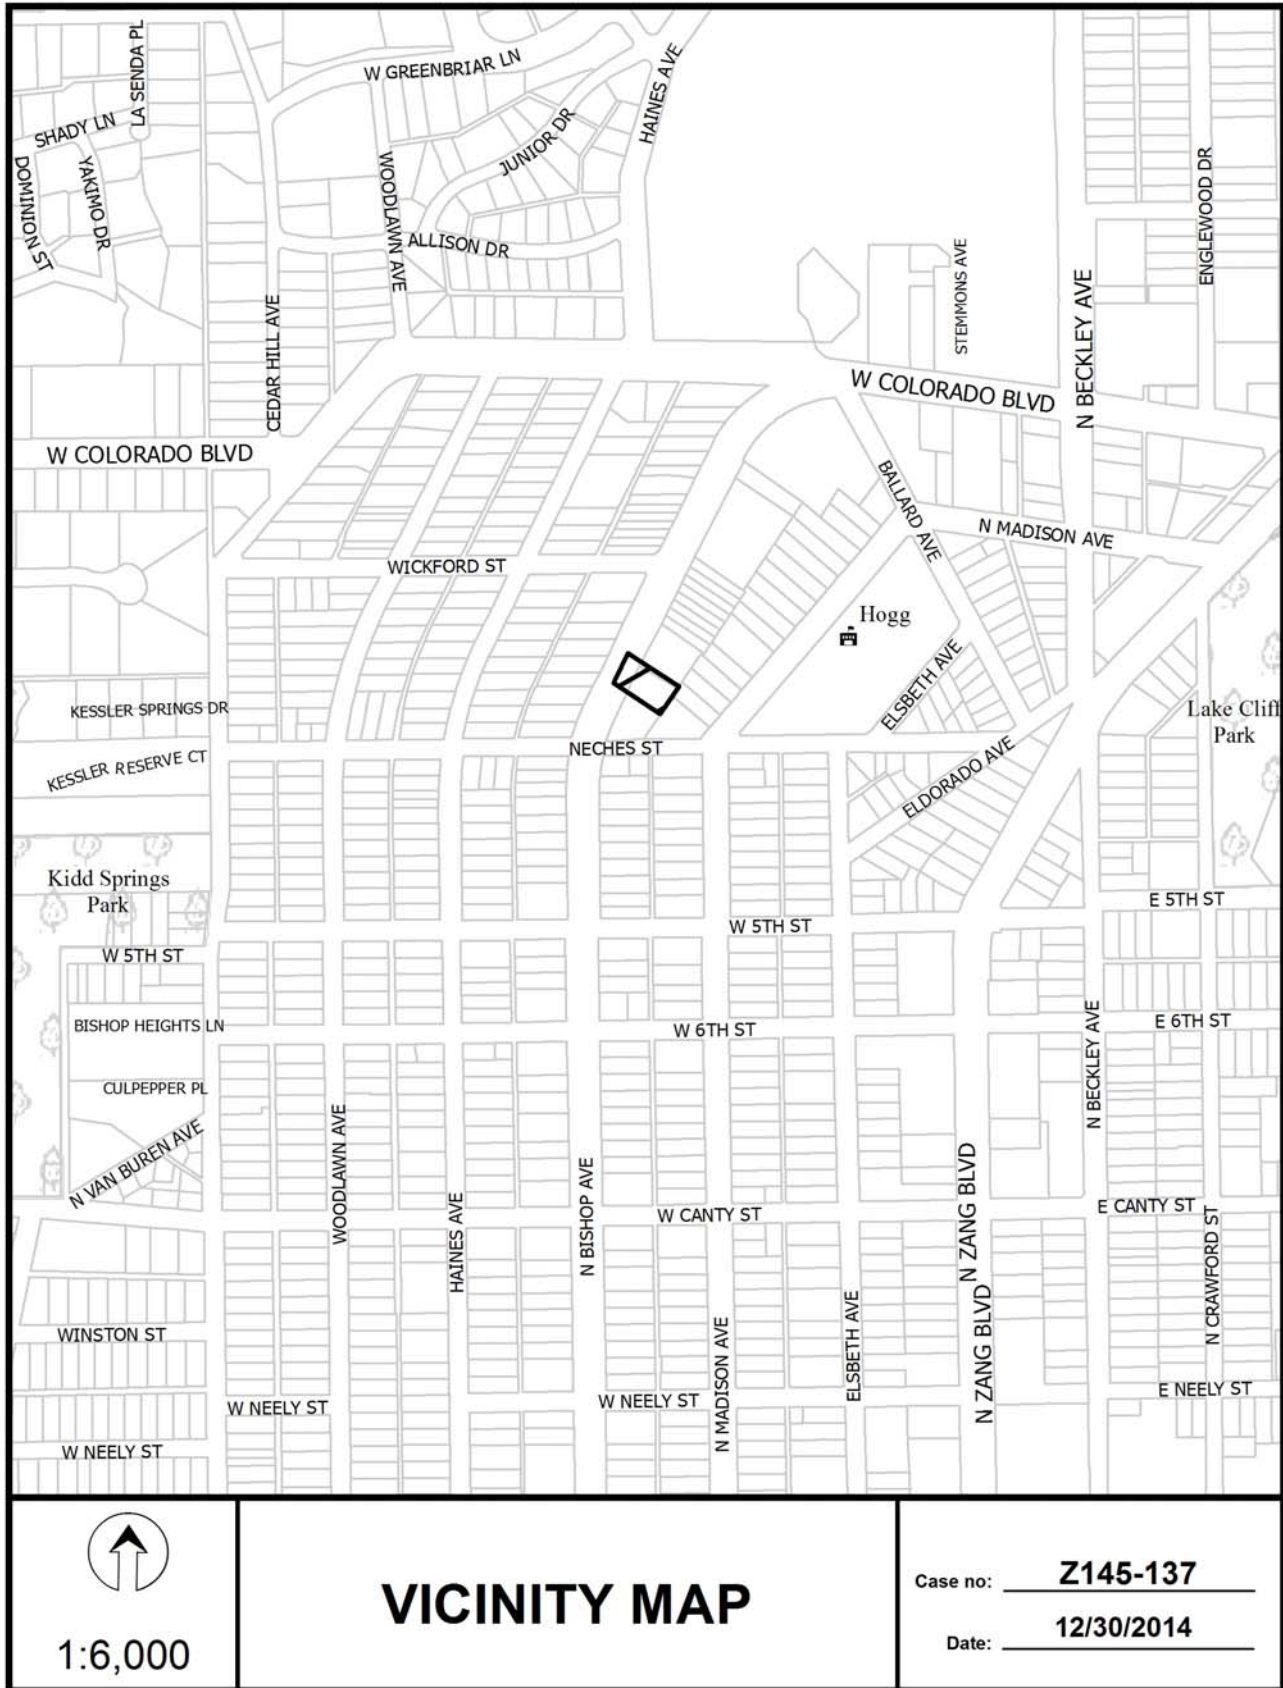 LA SENDA PL
W GREENBRIAR LN
HAINES AVE
SHADY LN
JUNIOR DR
DOMINION ST
YAKIMO DR
WOODLAWN AVE
ENGLEWOOD DR
ALLISON DR
STEMMONS AVE
N BECKLEY AVE
CEDAR HILL AVE
W COLORADO BLVD
W COLORADO BLVD
BALLARD AVE
N MADISON AVE
WICKFORD ST
Hogg
ELSBETH AVE
KESSLER SPRINGS DR
Lake Cliff
Park
NECHES ST
KESSLER RESERVE CT
ELDORADO AVE
Kidd Springs
Park
E 5TH ST
W 5TH ST
W 5TH ST
BISHOP HEIGHTS LN
W 6TH ST
E 6TH ST
N BECKLEY AVE
CULPEPPER PL
N VAN BUREN AVE
WOODLAWN AVE
HAINES AVE
N BISHOP AVE
W CANTY ST
N ZANG BLVD
E CANTY ST
N CRAWFORD ST
WINSTON ST
N MADISON AVE
ELSBETH AVE
N ZANG BLVD
E NEELY ST
W NEELY ST
W NEELY ST
W NEELY ST
1:6,000
VICINITY MAP
Case no: Z145-137
Date: 12/30/2014